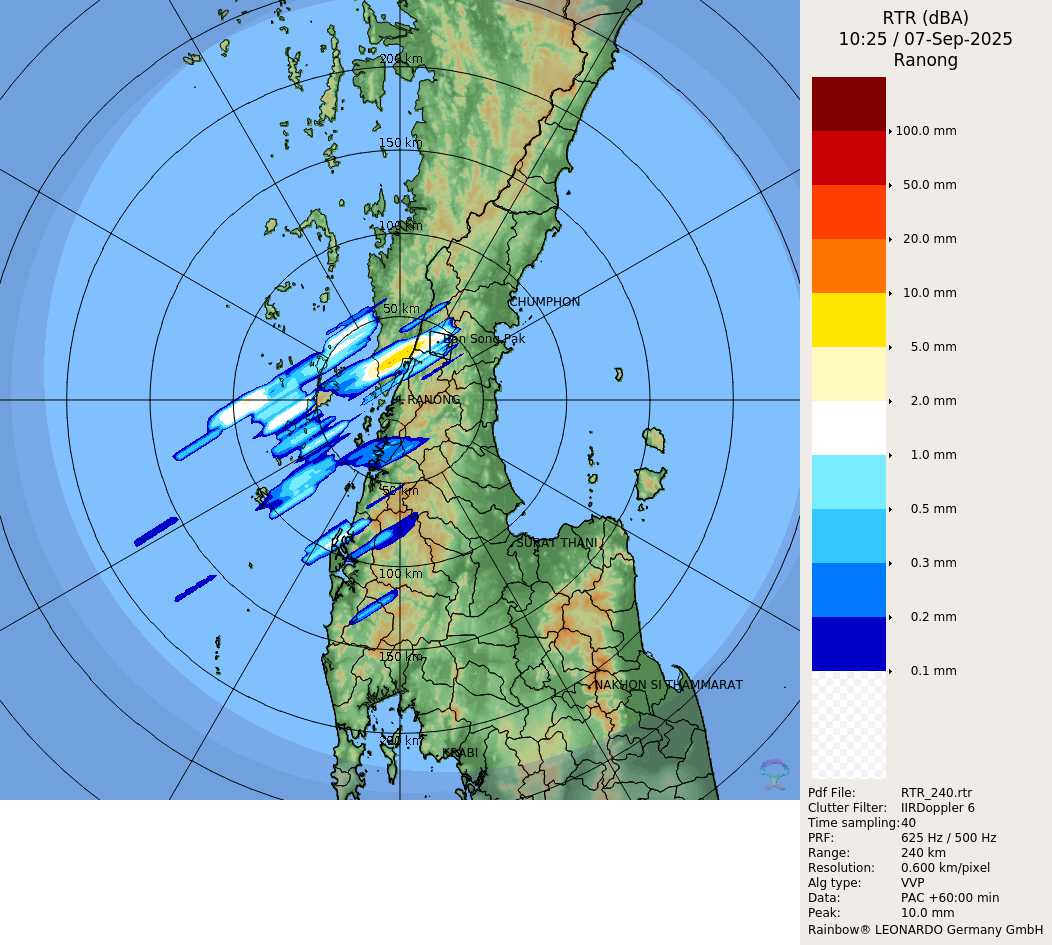 RTR (dBA)
10:25 / 07-Sep-2025
Ranong
100.0 mm
50.0 mm
20.0 mm
10.0 mm
5.0 mm
2.0 mm
1.0 mm
0.5 mm
0.3 mm
0.2 mm
0.1 mm
200 km
150 km
100 km
50 km
CHUMPHON
Ban Song Pak
RANONG
50 km
SURAT THANI
100 km
150 km
NAKHON SI THAMMARAT
200 km
KRABI
Pdf File: RTR_240.rtr
Clutter Filter: IIRDoppler 6
Time sampling: 40
PRF: 625 Hz / 500 Hz
Range: 240 km
Resolution: 0.600 km/pixel
Alg type: VVP
Data: PAC +60:00 min
Peak: 10.0 mm
Rainbow® LEONARDO Germany GmbH